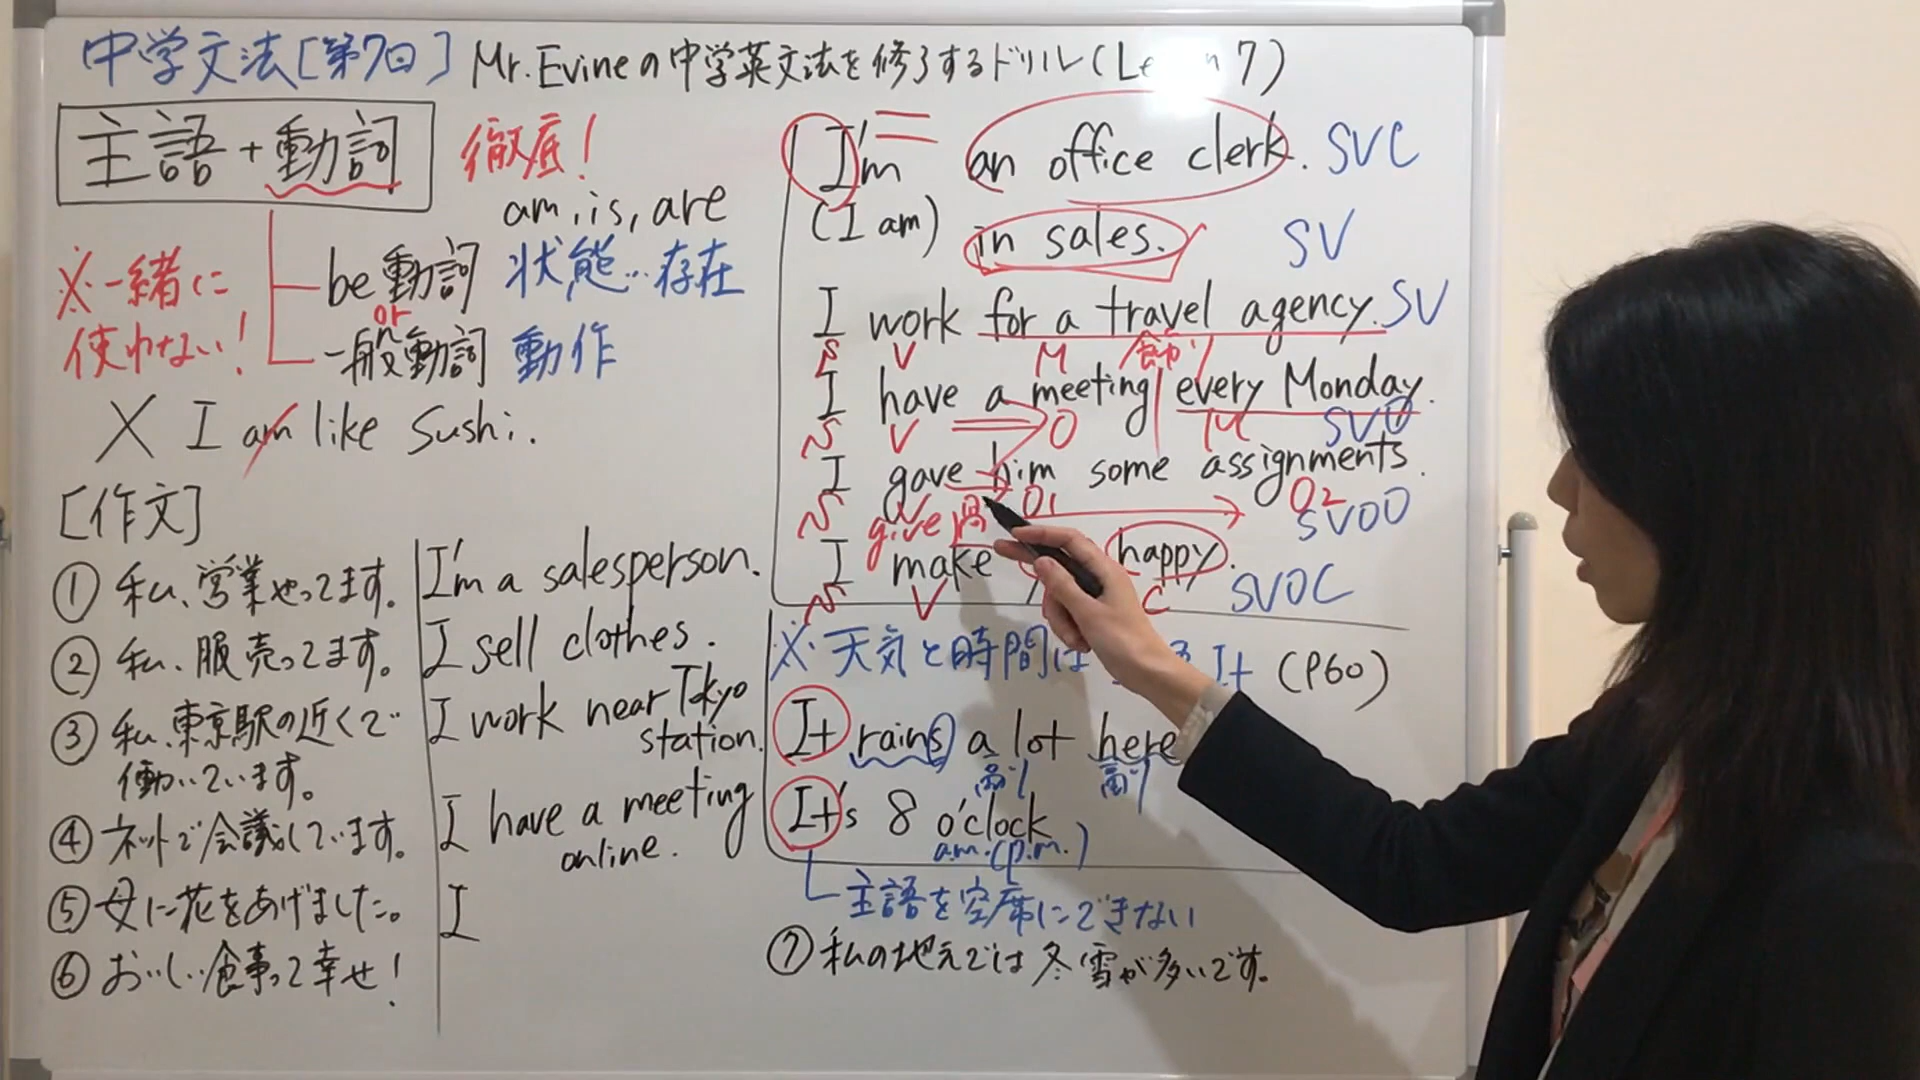 中学文法[第7回] Mr. Evineの中学英文法を修了するドリル(Le n 7)
主語+動詞 徹底!
am, is, are
be動詞 状態…存在
or
一般動詞 動作
※一緒に
使わない!
× I am like Sushi.
[作文]
① 私、営業やってます。 I'm a salesperson.
② 私、服売ってます。 I sell clothes.
③ 私、東京駅の近くで I work near Tokyo
働いています。 station.
④ ネットで会議しています。 I have a meeting
online.
⑤ 母に花をあげました。 I
⑥ おいしい食事って幸せ!
I'm an office clerk. SVC
(I am) in sales. SV
I work for a travel agency. SV
S V M 飾り
I have a meeting every Monday.
S V O M SVO
I gave him some assignments.
S V O1 O2 SVOO
give 過
I make happy.
S V C SVOC
※天気と時間は It (P60)
It rains a lot here
副 副
It's 8 o'clock
a.m. (p.m.)
主語を空席にできない
⑦ 私の地元では冬雪が多いです。